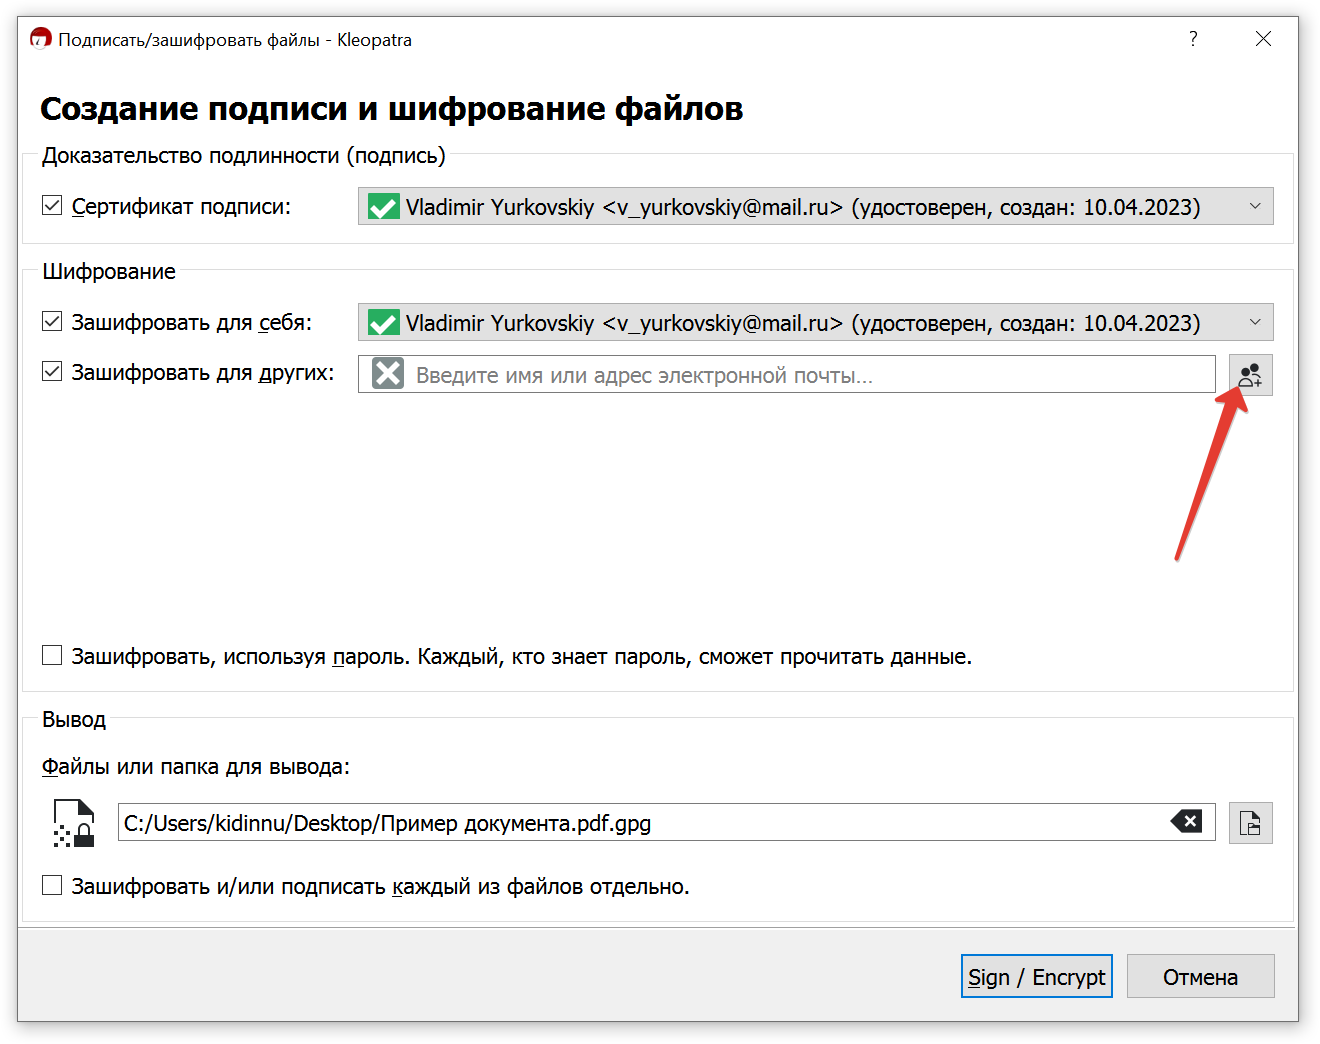 Подписать/зашифровать файлы - Kleopatra
?
Создание подписи и шифрование файлов
Доказательство подлинности (подпись)
Сертификат подписи:
Vladimir Yurkovskiy <v_yurkovskiy@mail.ru> (удостоверен, создан: 10.04.2023)
Шифрование
Зашифровать для себя:
Vladimir Yurkovskiy <v_yurkovskiy@mail.ru> (удостоверен, создан: 10.04.2023)
Зашифровать для других:
Введите имя или адрес электронной почты...
Зашифровать, используя пароль. Каждый, кто знает пароль, сможет прочитать данные.
Вывод
Файлы или папка для вывода:
C:/Users/kidinnu/Desktop/Пример документа.pdf.gpg
Зашифровать и/или подписать каждый из файлов отдельно.
Sign / Encrypt
Отмена